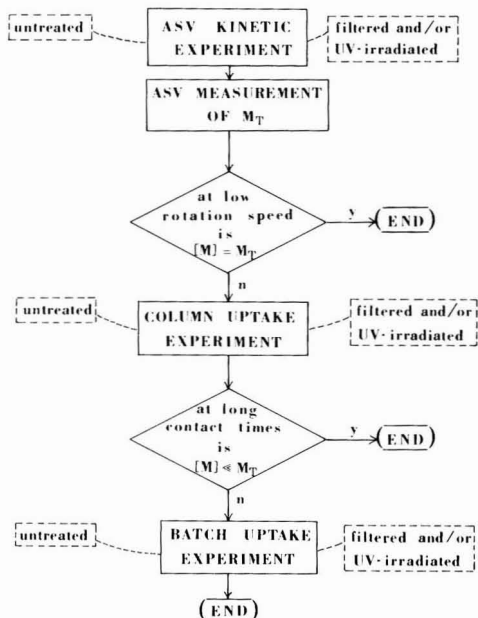 untreated
ASV KINETIC
EXPERIMENT
filtered and/or
UV-irradiated
ASV MEASUREMENT
OF M_T
at low
rotation speed
is
[M] = M_T
y
(END)
n
untreated
COLUMN UPTAKE
EXPERIMENT
filtered and/or
UV-irradiated
at long
contact times
is
[M] ≪ M_T
y
(END)
n
untreated
BATCH UPTAKE
EXPERIMENT
filtered and/or
UV-irradiated
(END)